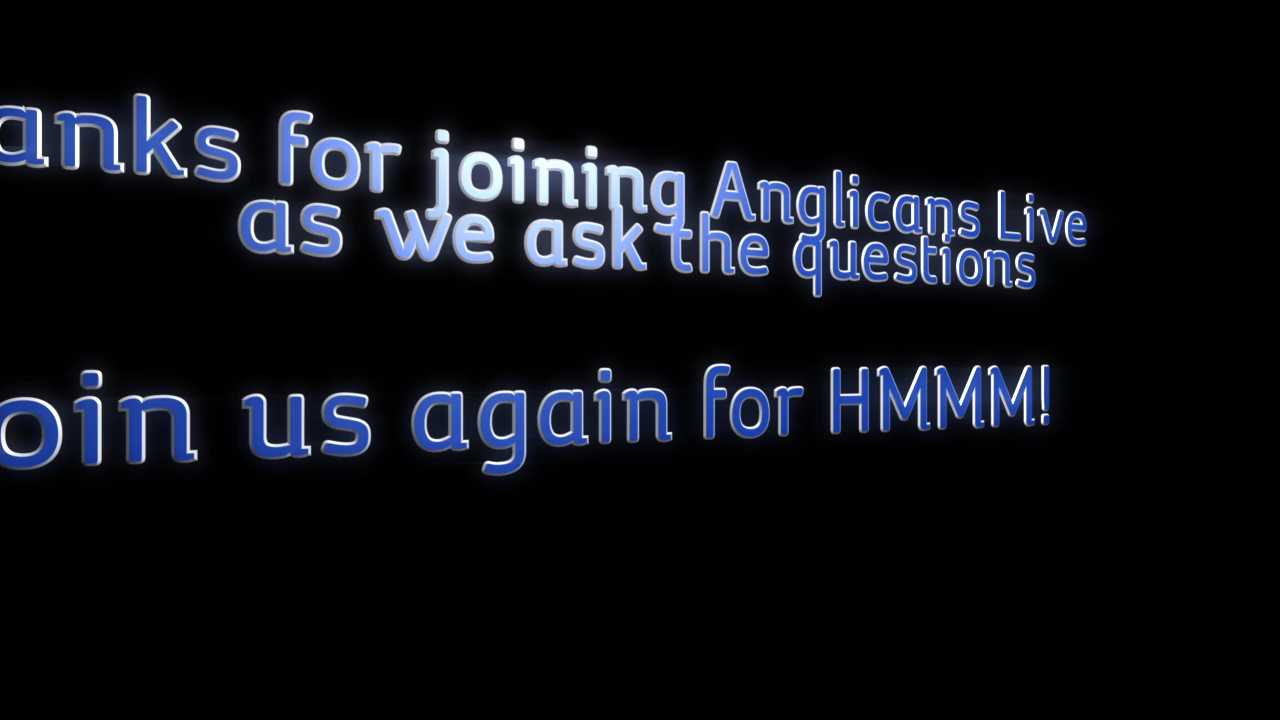 anks for joining Anglicans Live
as we ask the questions
oin us again for HMMM!